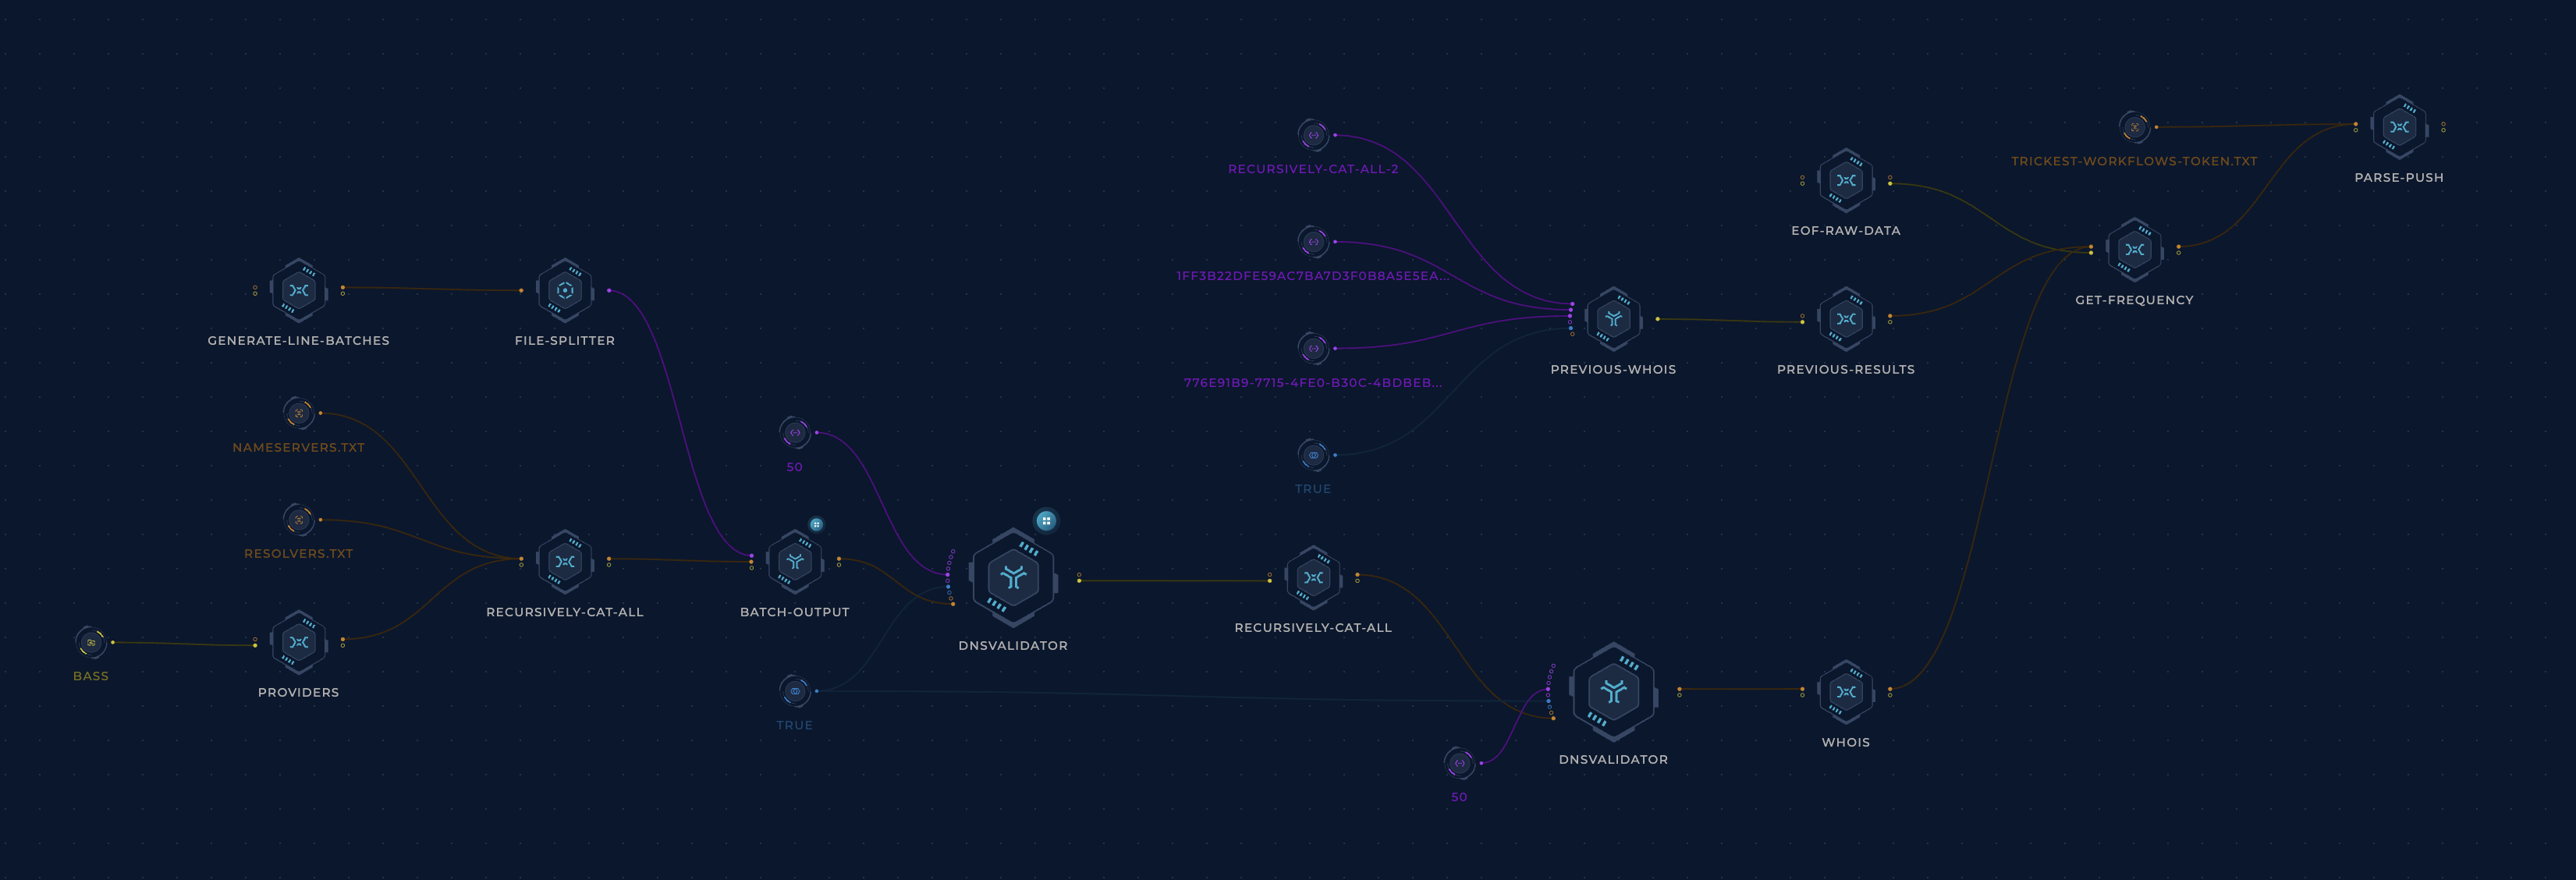 RECURSIVELY-CAT-ALL-2
TRICKEST-WORKFLOWS-TOKEN.TXT
PARSE-PUSH
EOF-RAW-DATA
1FF3B22DFE59AC7BA7D3F0B8A5E5EA...
GET-FREQUENCY
GENERATE-LINE-BATCHES
FILE-SPLITTER
PREVIOUS-WHOIS
PREVIOUS-RESULTS
776E91B9-7715-4FE0-B30C-4BDBEB...
NAMESERVERS.TXT
50
TRUE
RESOLVERS.TXT
RECURSIVELY-CAT-ALL
BATCH-OUTPUT
RECURSIVELY-CAT-ALL
DNSVALIDATOR
BASS
PROVIDERS
TRUE
WHOIS
DNSVALIDATOR
50